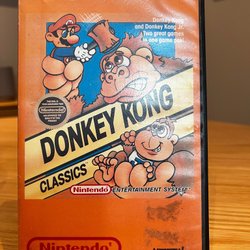 Donkey Kong
and Donkey Kong Jr.
Two great games
in one game pak!
DONKEY KONG
CLASSICS
Nintendo ENTERTAINMENT SYSTEM
Nintendo